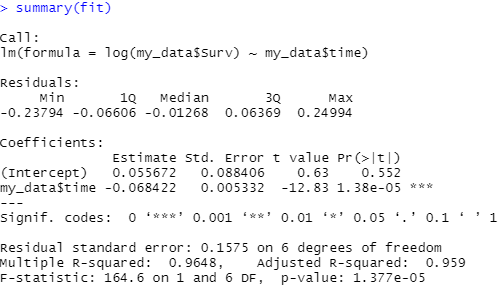 > summary(fit)
Call:
lm(formula = log(my_data$Surv) ~ my_data$time)
Residuals:
Min 1Q Median 3Q Max
-0.23794 -0.06606 -0.01268 0.06369 0.24994
Coefficients:
Estimate Std. Error t value Pr(>|t|)
(Intercept) 0.055672 0.088406 0.63 0.552
my_data$time -0.068422 0.005332 -12.83 1.38e-05 ***
---
Signif. codes: 0 ‘***’ 0.001 ‘**’ 0.01 ‘*’ 0.05 ‘.’ 0.1 ‘ ’ 1
Residual standard error: 0.1575 on 6 degrees of freedom
Multiple R-squared: 0.9648, Adjusted R-squared: 0.959
F-statistic: 164.6 on 1 and 6 DF, p-value: 1.377e-05